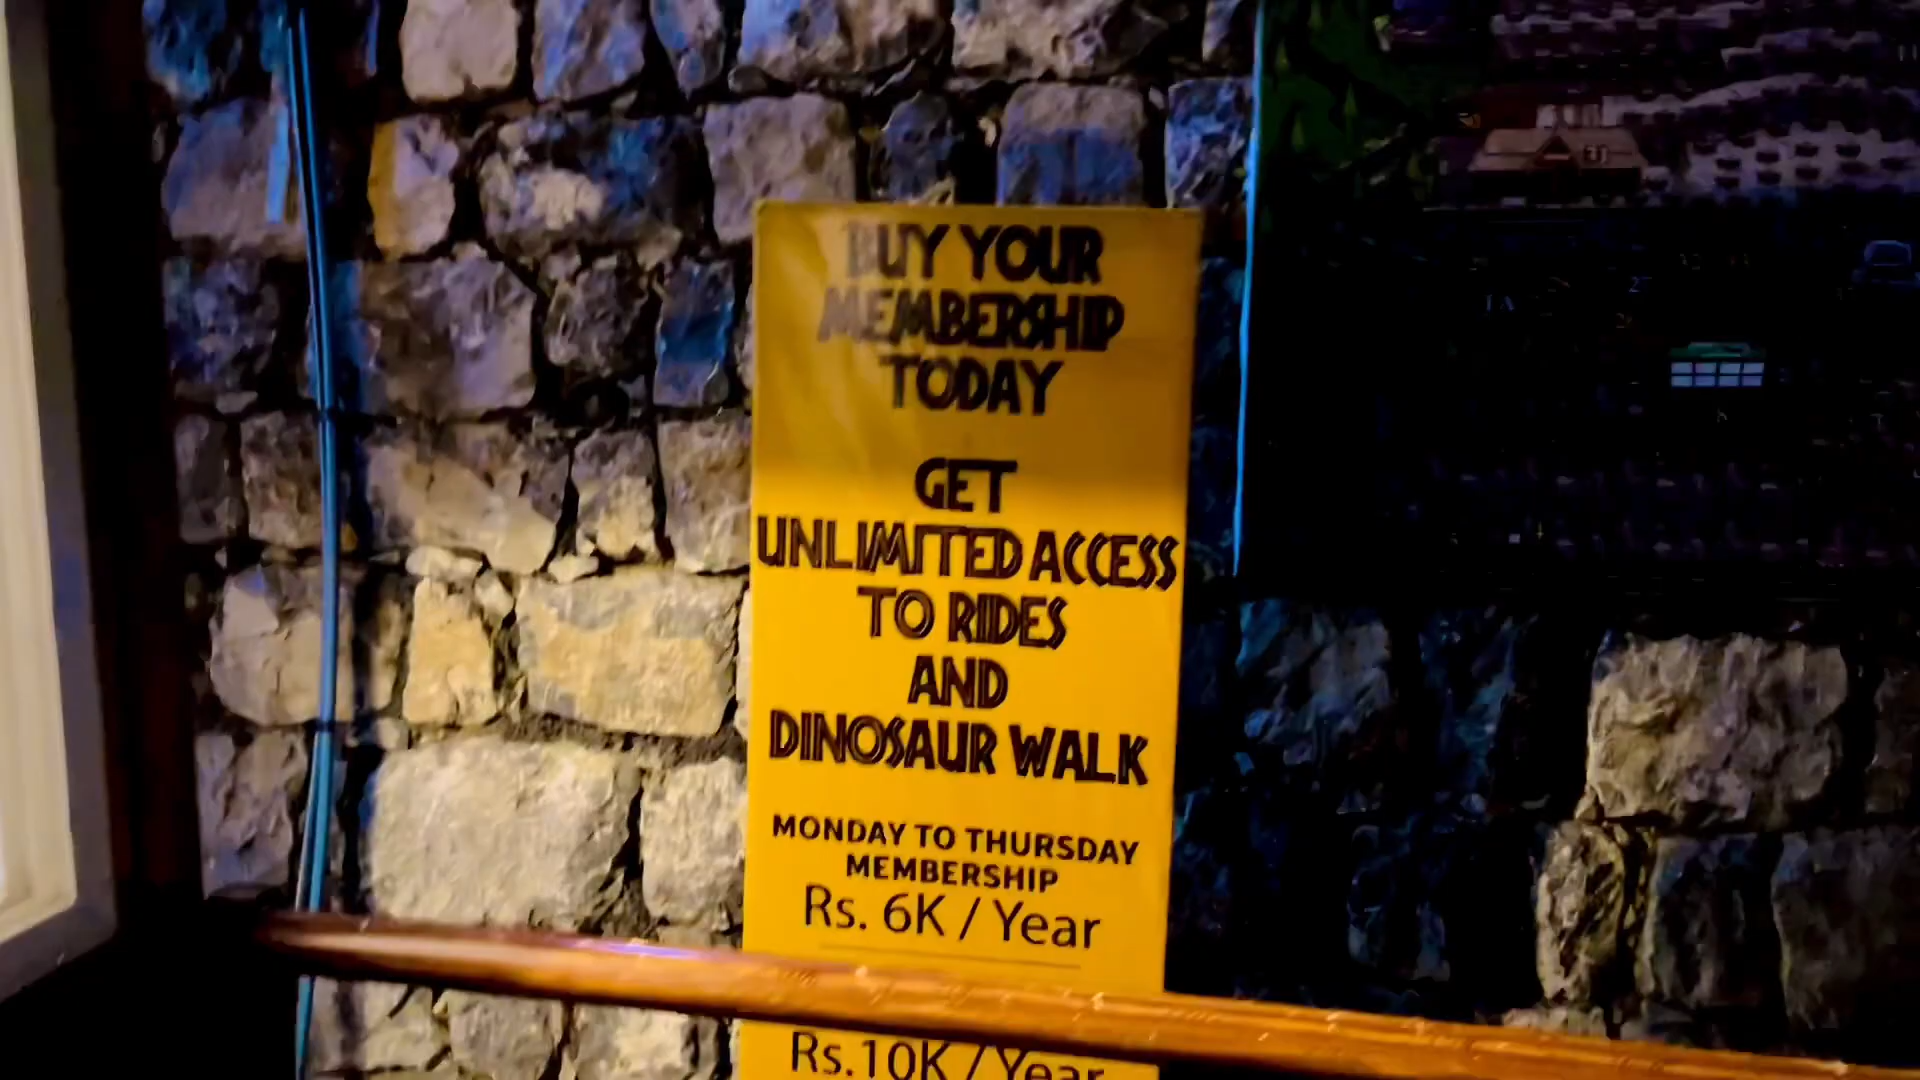 BUY YOUR
MEMBERSHIP
TODAY
GET
UNLIMITED ACCESS
TO RIDES
AND
DINOSAUR WALK
MONDAY TO THURSDAY
MEMBERSHIP
Rs. 6K / Year
Rs.10K / Year